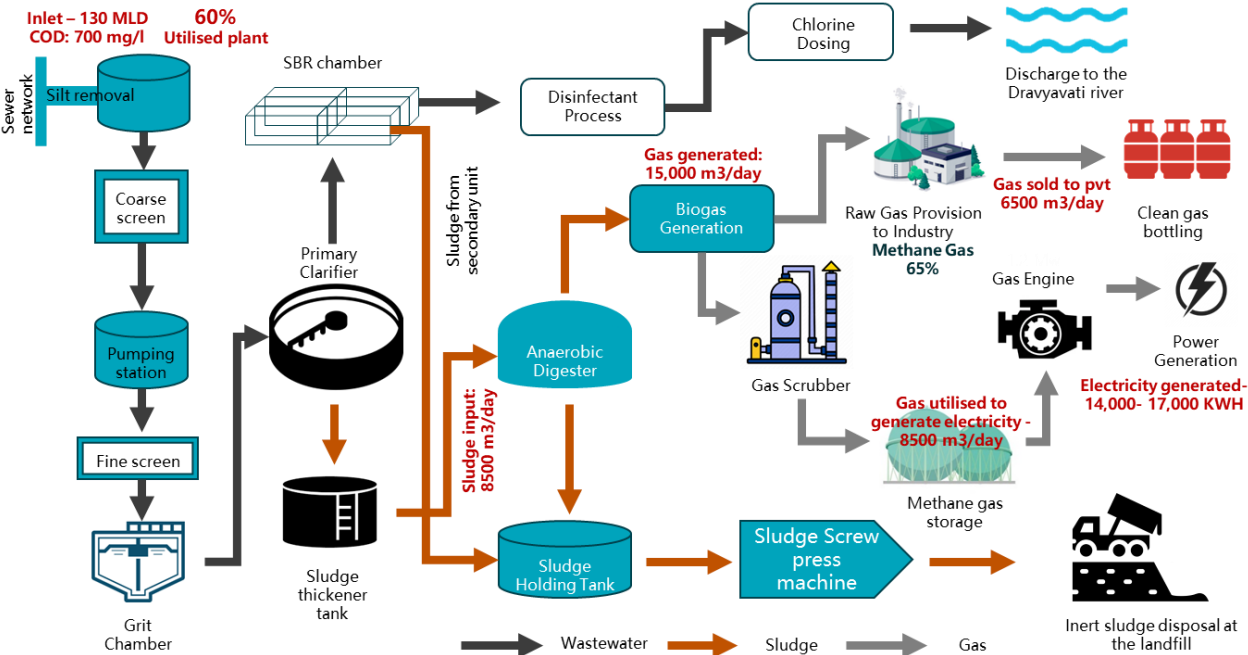 Inlet – 130 MLD
COD: 700 mg/l
60%
Utilised plant
Sewer
network
Silt removal
Coarse
screen
Pumping
station
Fine screen
Grit
Chamber
SBR chamber
Primary
Clarifier
Sludge
thickener
tank
Sludge from
secondary unit
Sludge input:
8500 m3/day
Disinfectant
Process
Chlorine
Dosing
Discharge to the
Dravyavati river
Gas generated:
15,000 m3/day
Biogas
Generation
Raw Gas Provision
to Industry
Methane Gas
65%
Gas sold to pvt
6500 m3/day
Clean gas
bottling
Anaerobic
Digester
Gas Scrubber
Gas utilised to
generate electricity -
8500 m3/day
Methane gas
storage
Gas Engine
Power
Generation
Electricity generated-
14,000- 17,000 KWH
Sludge
Holding Tank
Sludge Screw
press
machine
Inert sludge disposal at
the landfill
Wastewater
Sludge
Gas